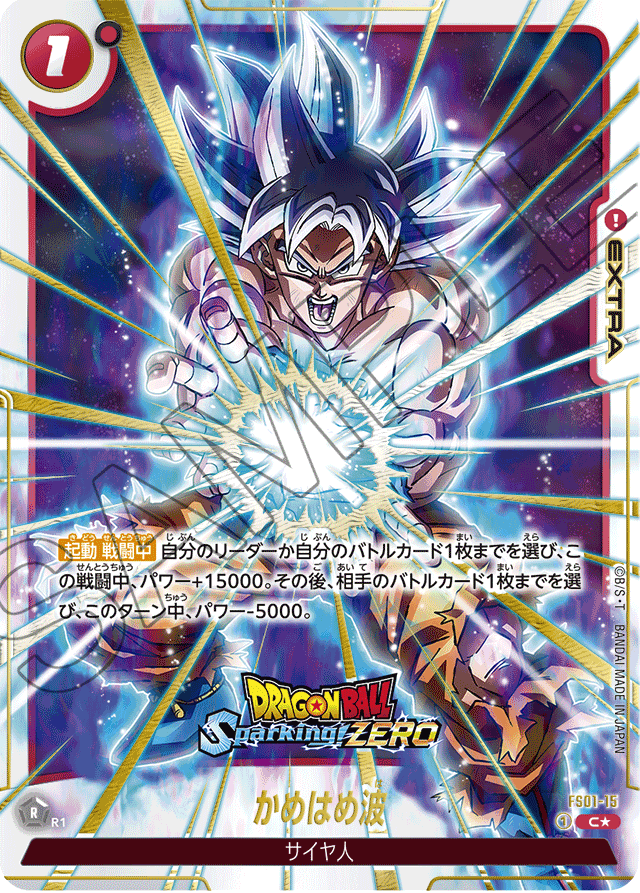 1
! EXTRA
SAMPLE
起動 戦闘中 自分のリーダーか自分のバトルカード1枚までを選び、こ
の戦闘中、パワー+15000。その後、相手のバトルカード1枚までを選
び、このターン中、パワー-5000。
©B/S・T BANDAI MADE IN JAPAN
DRAGON BALL
Sparking! ZERO
かめはめ波
FS01-15
R R1
1 C★
サイヤ人